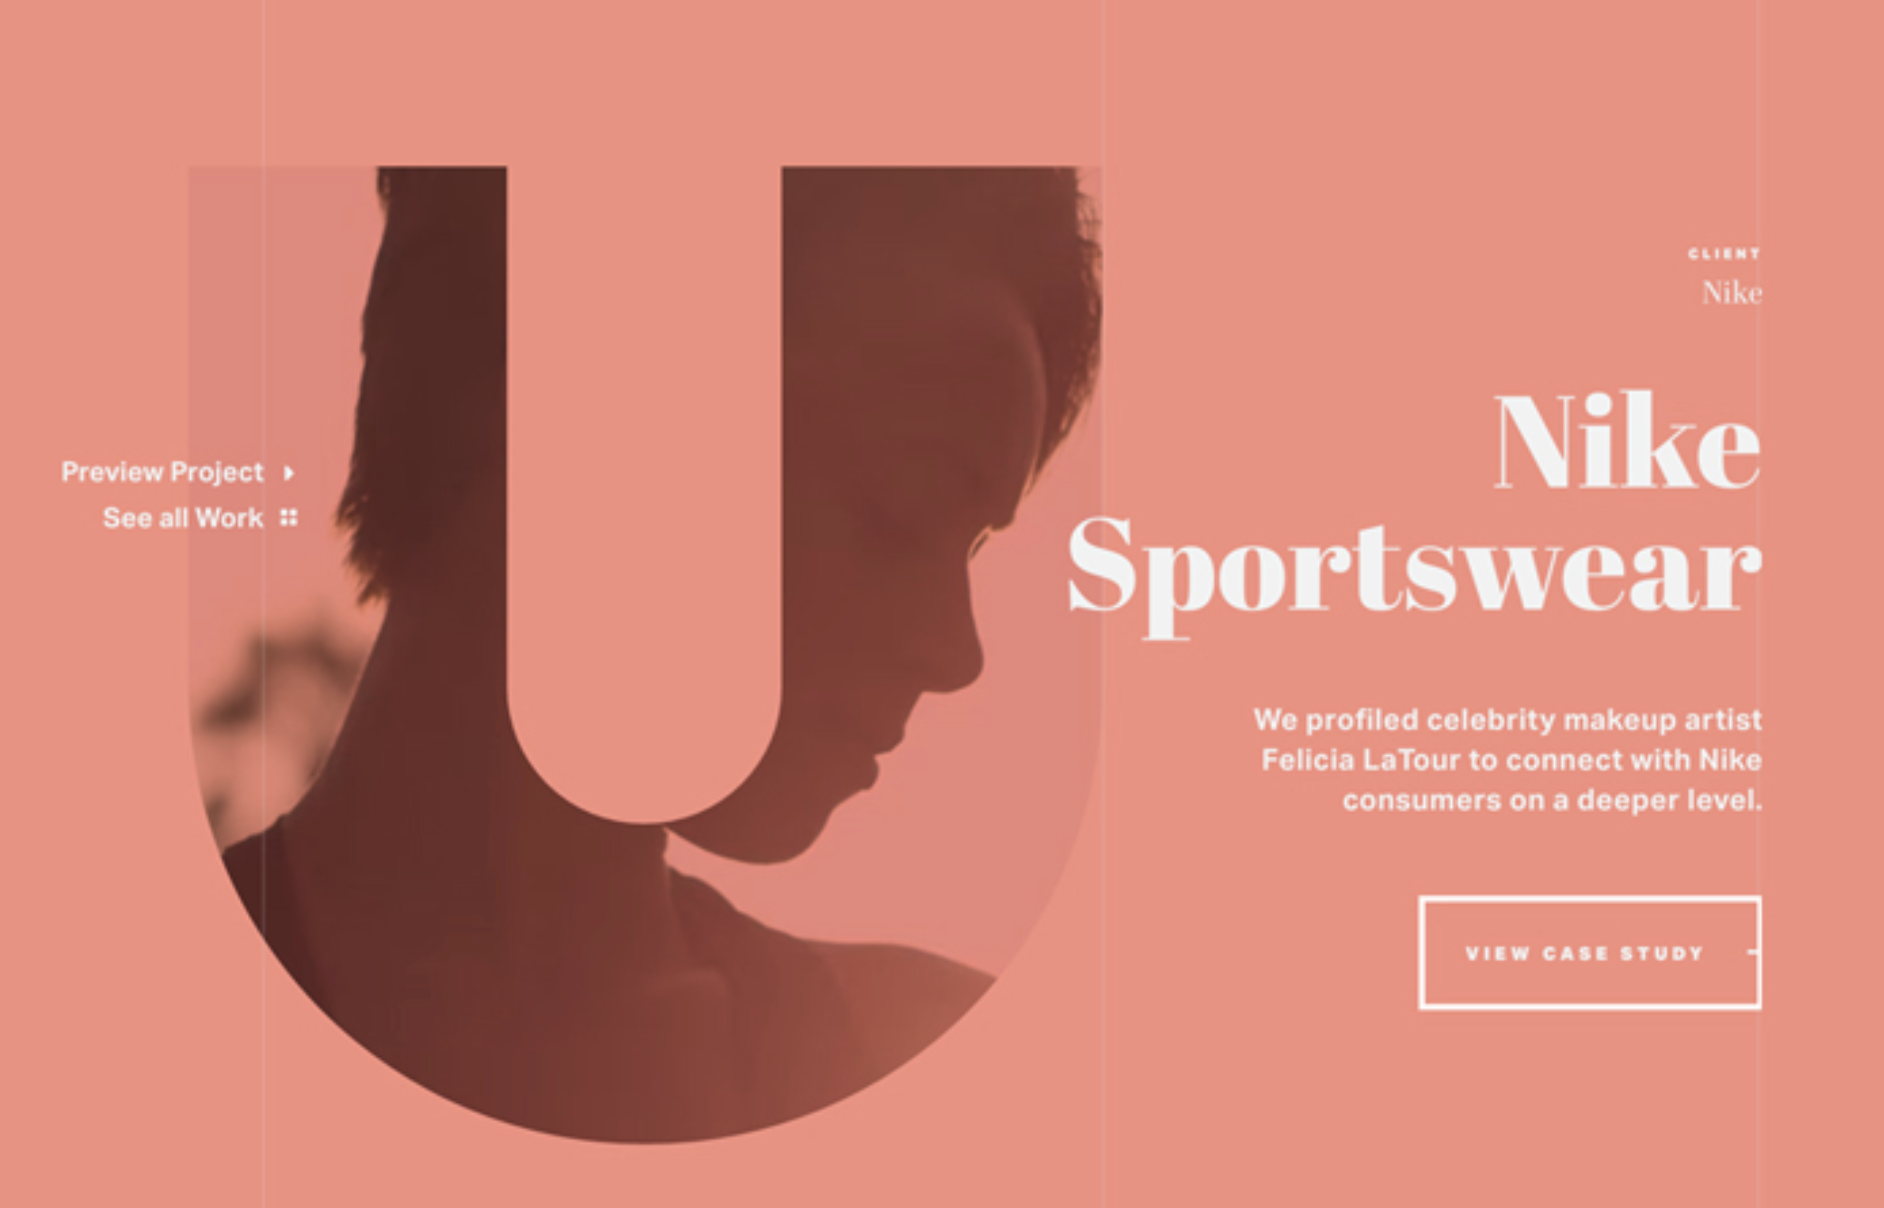 Preview Project
See all Work
CLIENT
Nike
Nike
Sportswear
We profiled celebrity makeup artist
Felicia LaTour to connect with Nike
consumers on a deeper level.
VIEW CASE STUDY
U